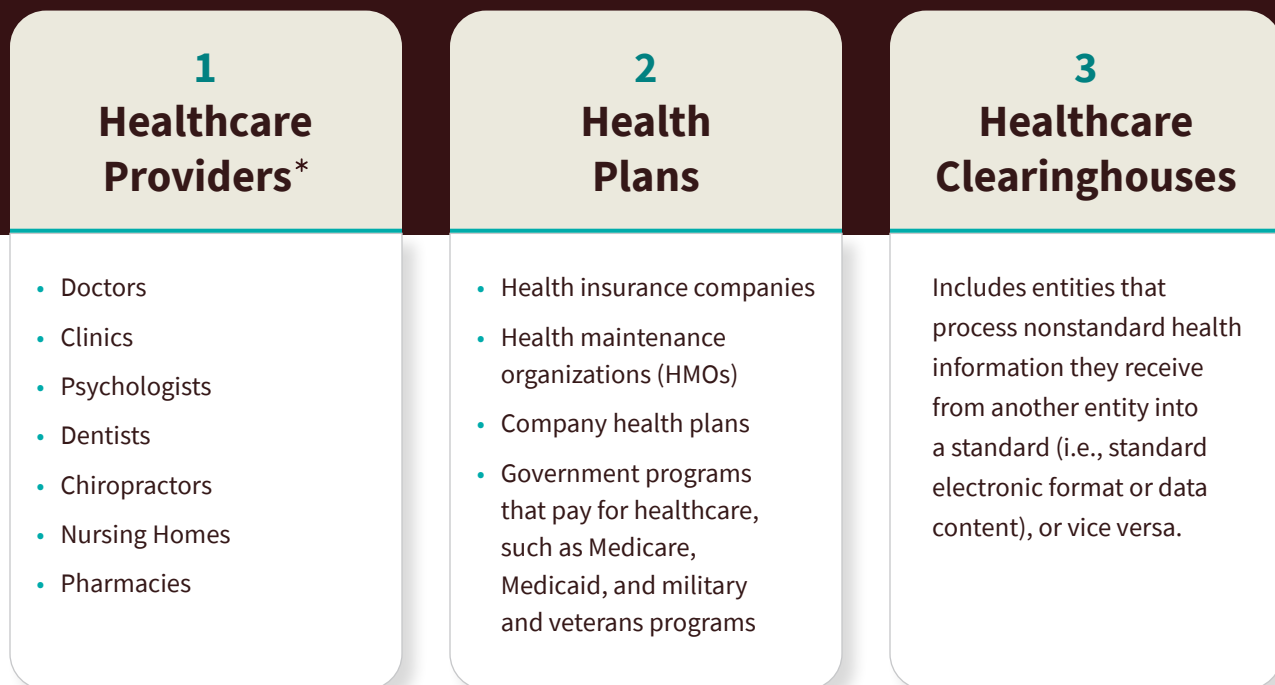 1
Healthcare
Providers*
• Doctors
• Clinics
• Psychologists
• Dentists
• Chiropractors
• Nursing Homes
• Pharmacies
2
Health
Plans
• Health insurance companies
• Health maintenance
organizations (HMOs)
• Company health plans
• Government programs
that pay for healthcare,
such as Medicare,
Medicaid, and military
and veterans programs
3
Healthcare
Clearinghouses
Includes entities that
process nonstandard health
information they receive
from another entity into
a standard (i.e., standard
electronic format or data
content), or vice versa.